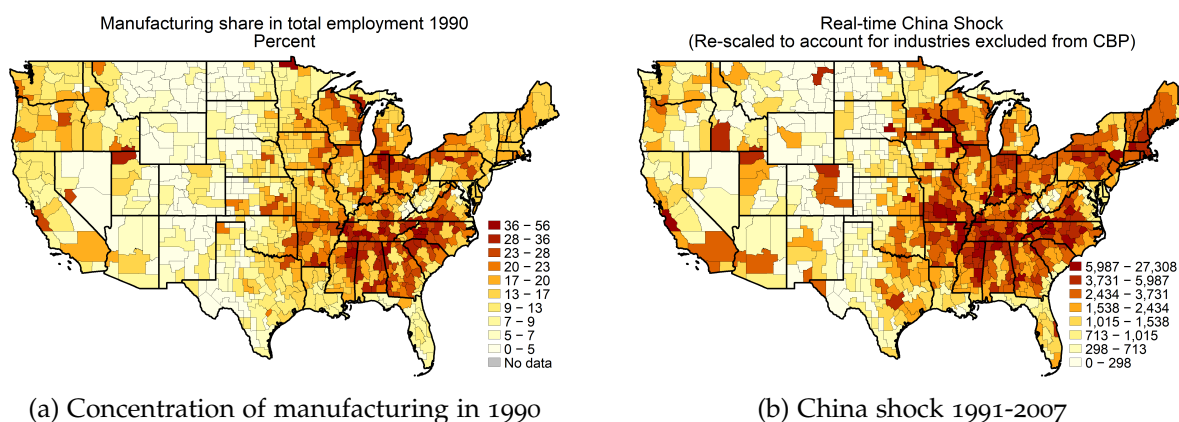 Manufacturing share in total employment 1990
Percent
36 – 56
28 – 36
23 – 28
20 – 23
17 – 20
13 – 17
9 – 13
7 – 9
5 – 7
0 – 5
No data
(a) Concentration of manufacturing in 1990
Real-time China Shock
(Re-scaled to account for industries excluded from CBP)
5,987 – 27,308
3,731 – 5,987
2,434 – 3,731
1,538 – 2,434
1,015 – 1,538
713 – 1,015
298 – 713
0 – 298
(b) China shock 1991-2007